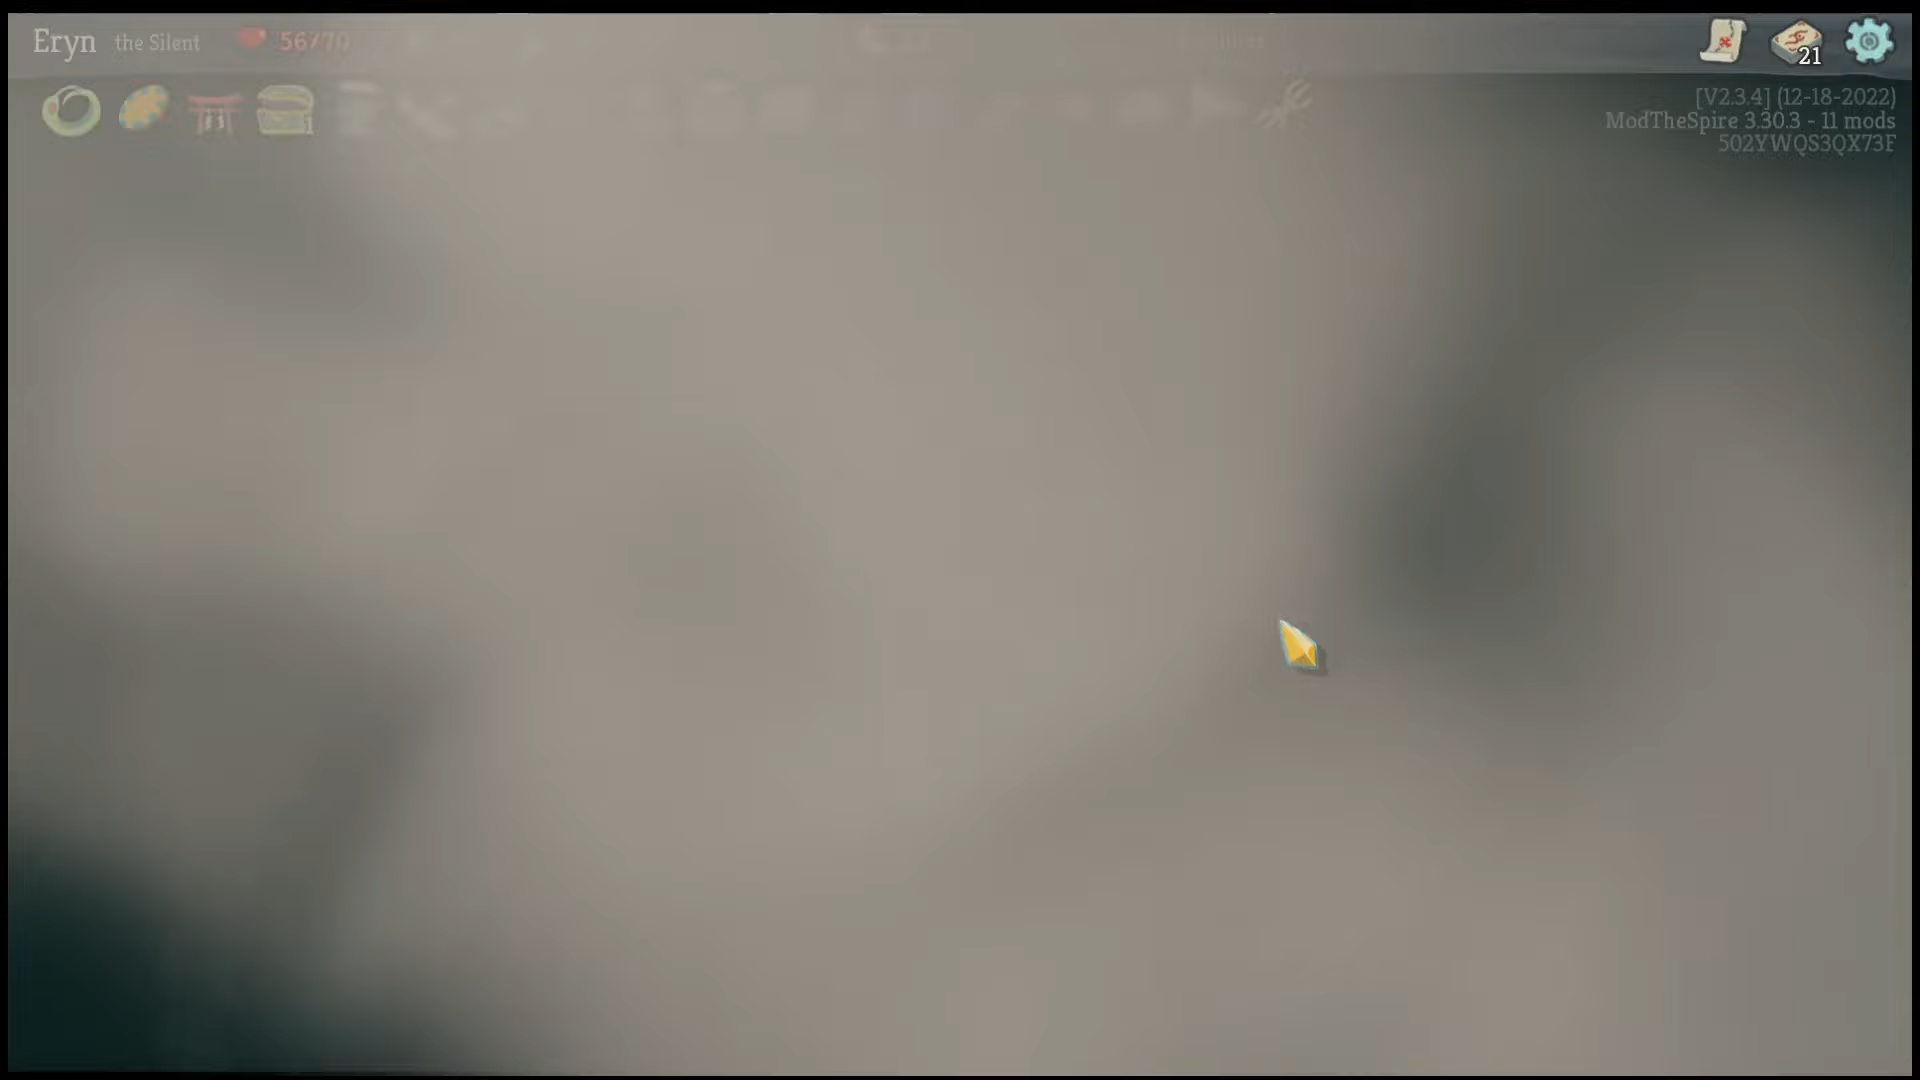 Eryn the Silent 56/70
21
[V2.3.4] (12-18-2022)
ModTheSpire 3.30.3 - 11 mods
1
502YWQS3QX73F